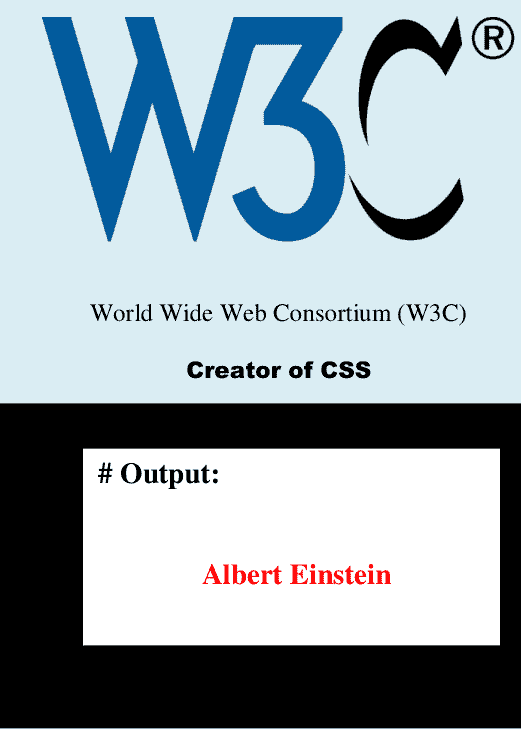 W3C®
World Wide Web Consortium (W3C)
Creator of CSS
# Output:
Albert Einstein